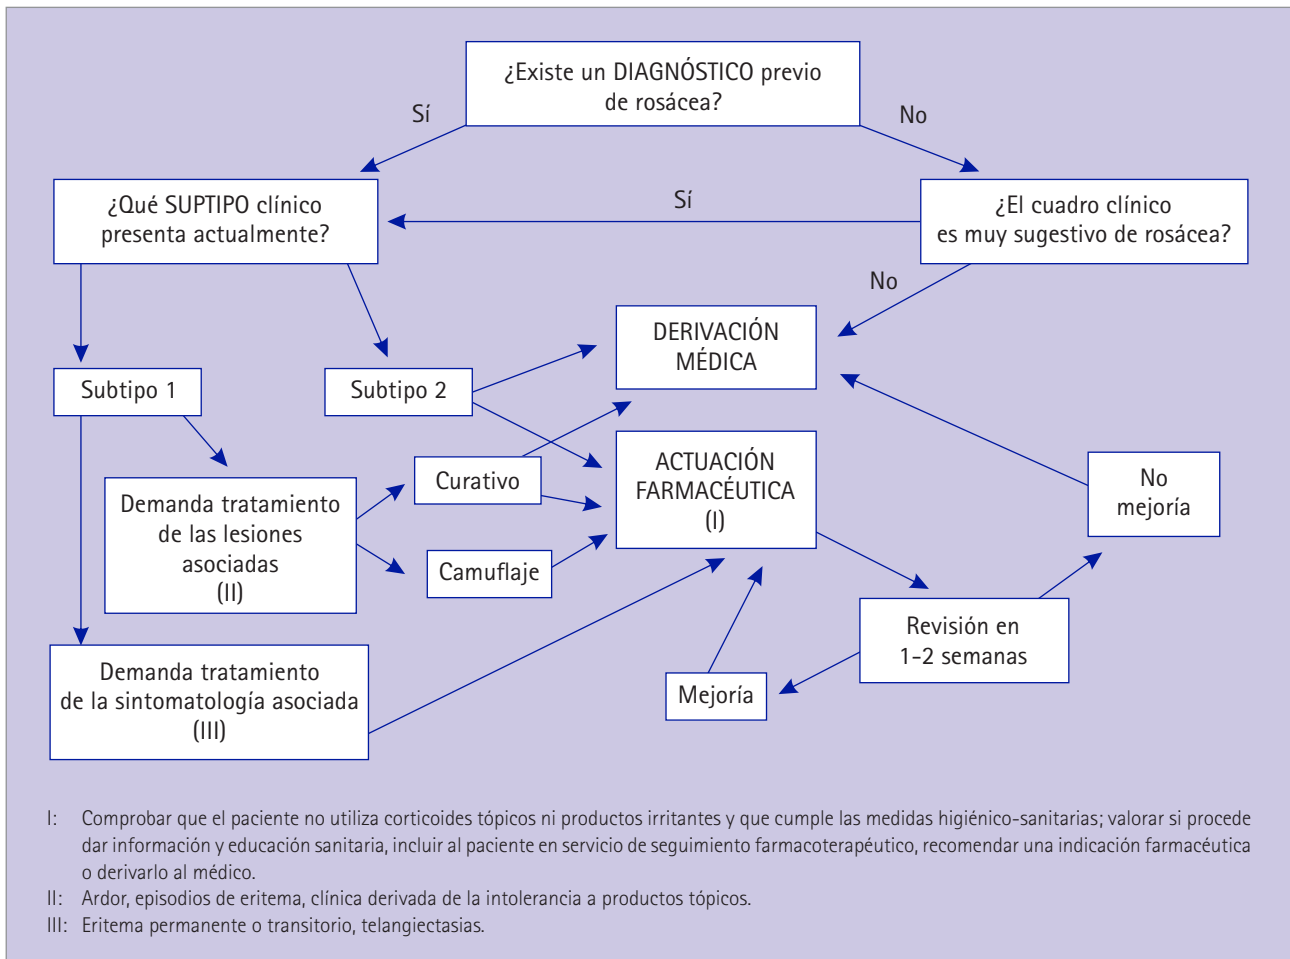 ¿Existe un DIAGNÓSTICO previo
de rosácea?
Sí
No
¿Qué SUPTIPO clínico
presenta actualmente?
Sí
¿El cuadro clínico
es muy sugestivo de rosácea?
No
DERIVACIÓN
MÉDICA
Subtipo 1
Subtipo 2
Curativo
ACTUACIÓN
FARMACÉUTICA
(I)
No
mejoría
Demanda tratamiento
de las lesiones
asociadas
(II)
Camuflaje
Revisión en
1-2 semanas
Demanda tratamiento
de la sintomatología asociada
(III)
Mejoría
I: Comprobar que el paciente no utiliza corticoides tópicos ni productos irritantes y que cumple las medidas higiénico-sanitarias; valorar si procede
dar información y educación sanitaria, incluir al paciente en servicio de seguimiento farmacoterapéutico, recomendar una indicación farmacéutica
o derivarlo al médico.
II: Ardor, episodios de eritema, clínica derivada de la intolerancia a productos tópicos.
III: Eritema permanente o transitorio, telangiectasias.